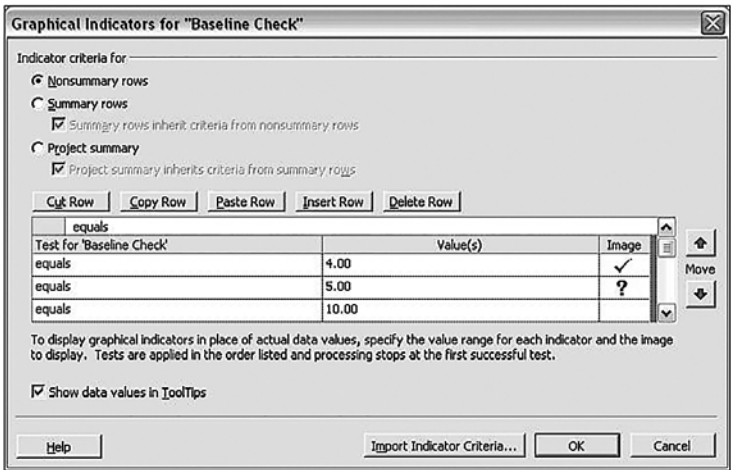 Graphical Indicators for "Baseline Check"
Indicator criteria for
Nonsummary rows
Summary rows
Summary rows inherit criteria from nonsummary rows
Project summary
Project summary inherits criteria from summary rows
Cut Row Copy Row Paste Row Insert Row Delete Row
equals
Test for 'Baseline Check' Value(s) Image
equals 4.00
Move
equals 5.00 ?
equals 10.00
To display graphical indicators in place of actual data values, specify the value range for each indicator and the image
to display. Tests are applied in the order listed and processing stops at the first successful test.
Show data values in ToolTips
Help Import Indicator Criteria... OK Cancel